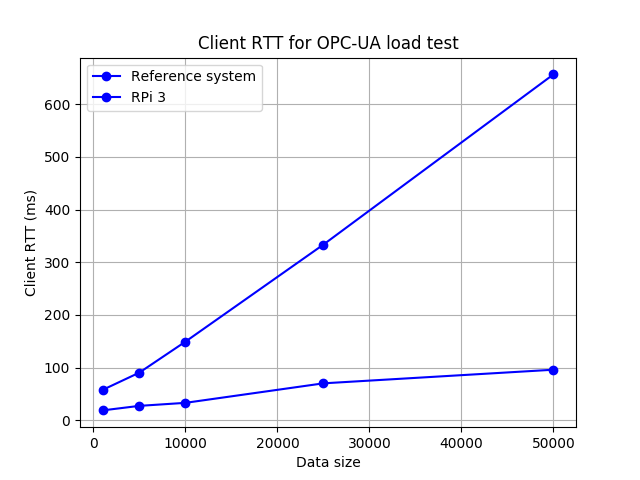 Client RTT for OPC-UA load test
Reference system
RPi 3
600
500
400
300
200
100
0
Client RTT (ms)
0 10000 20000 30000 40000 50000
Data size